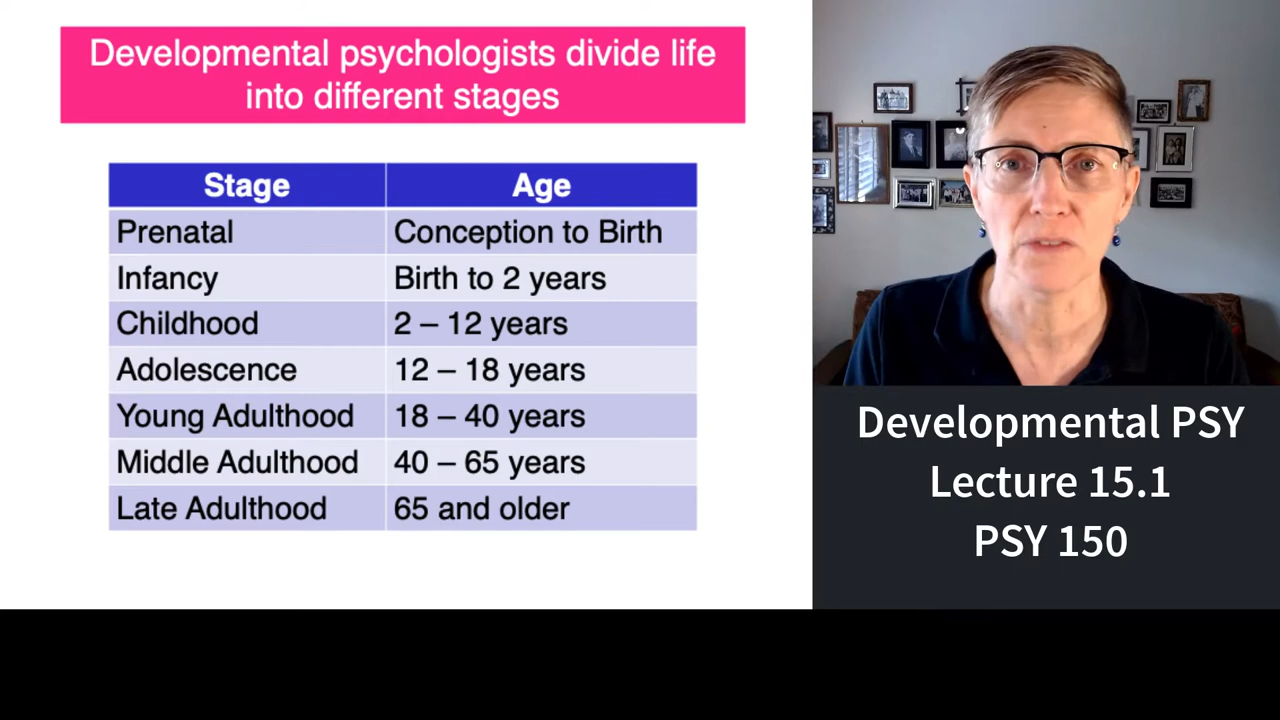 Developmental psychologists divide life
into different stages
Stage Age
Prenatal Conception to Birth
Infancy Birth to 2 years
Childhood 2 – 12 years
Adolescence 12 – 18 years
Young Adulthood 18 – 40 years
Middle Adulthood 40 – 65 years
Late Adulthood 65 and older
Developmental PSY
Lecture 15.1
PSY 150